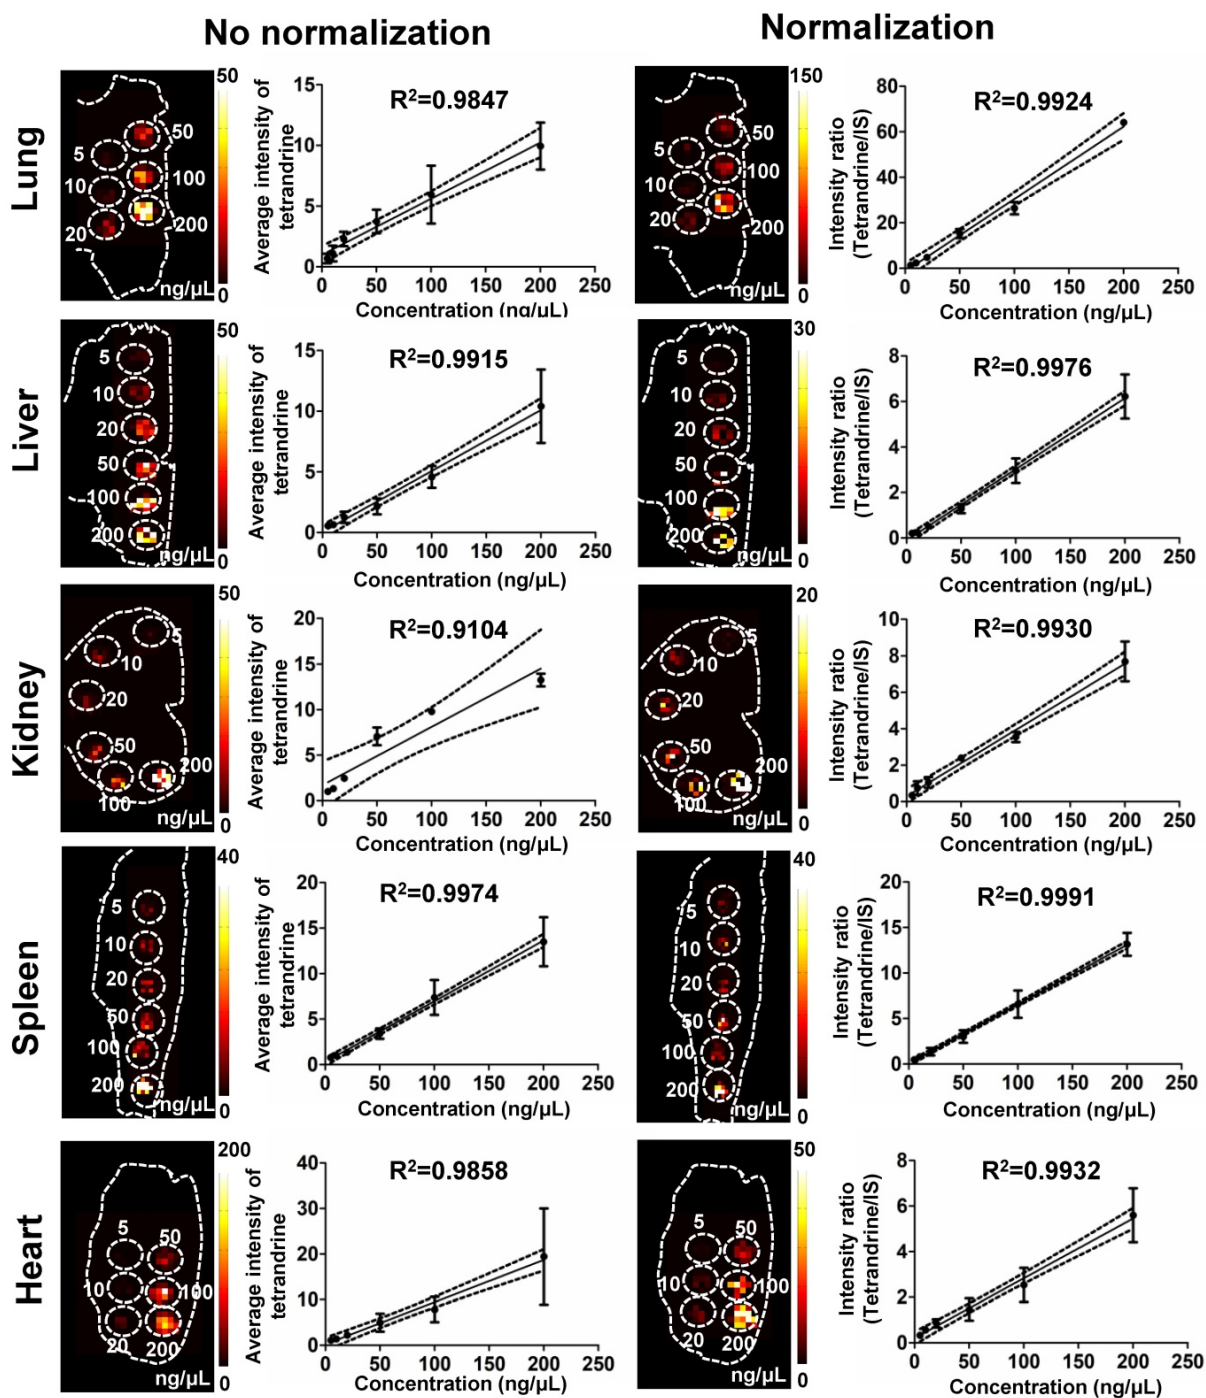 No normalization
Normalization
Lung
50
5
10
20
50
100
200
ng/µL
0
Average intensity of
tetrandrine
R²=0.9847
15
10
5
0
0 50 100 150 200 250
Concentration (ng/µL)
150
5
10
20
50
100
200
ng/µL
0
Intensity ratio
(Tetrandrine/IS)
R²=0.9924
80
60
40
20
0
0 50 100 150 200 250
Concentration (ng/µL)
Liver
50
5
10
20
50
100
200
ng/µL
0
Average intensity of
tetrandrine
R²=0.9915
15
10
5
0
0 50 100 150 200 250
Concentration (ng/µL)
30
5
10
20
50
100
200
ng/µL
0
Intensity ratio
(Tetrandrine/IS)
R²=0.9976
8
6
4
2
0
0 50 100 150 200 250
Concentration (ng/µL)
Kidney
50
5
10
20
50
100
200
ng/µL
0
Average intensity of
tetrandrine
R²=0.9104
20
15
10
5
0
0 50 100 150 200 250
Concentration (ng/µL)
20
5
10
20
50
100
200
ng/µL
0
Intensity ratio
(Tetrandrine/IS)
R²=0.9930
10
8
6
4
2
0
0 50 100 150 200 250
Concentration (ng/µL)
Spleen
40
5
10
20
50
100
200
ng/µL
0
Average intensity of
tetrandrine
R²=0.9974
20
15
10
5
0
0 50 100 150 200 250
Concentration (ng/µL)
40
5
10
20
50
100
200
ng/µL
0
Intensity ratio
(Tetrandrine/IS)
R²=0.9991
20
15
10
5
0
0 50 100 150 200 250
Concentration (ng/µL)
Heart
200
5
10
20
50
100
200
ng/µL
0
Average intensity of
tetrandrine
R²=0.9858
40
30
20
10
0
0 50 100 150 200 250
Concentration (ng/µL)
50
5
10
20
50
100
200
ng/µL
0
Intensity ratio
(Tetrandrine/IS)
R²=0.9932
8
6
4
2
0
0 50 100 150 200 250
Concentration (ng/µL)